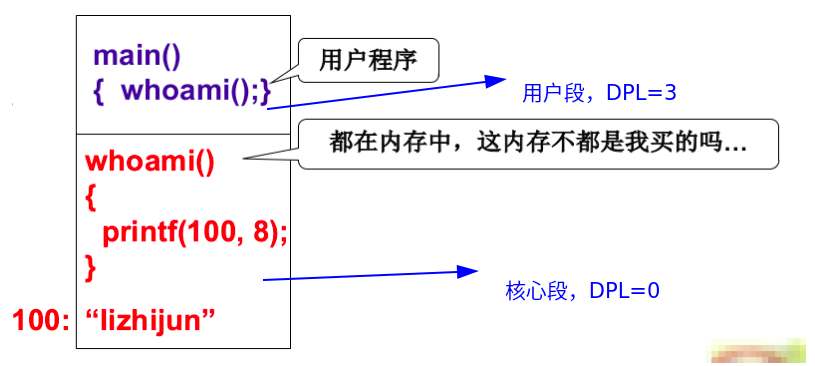 main()
{ whoami();}
用户程序
用户段，DPL=3
都在内存中，这内存不都是我买的吗...
whoami()
{
printf(100, 8);
}
核心段，DPL=0
100: “lizhijun”